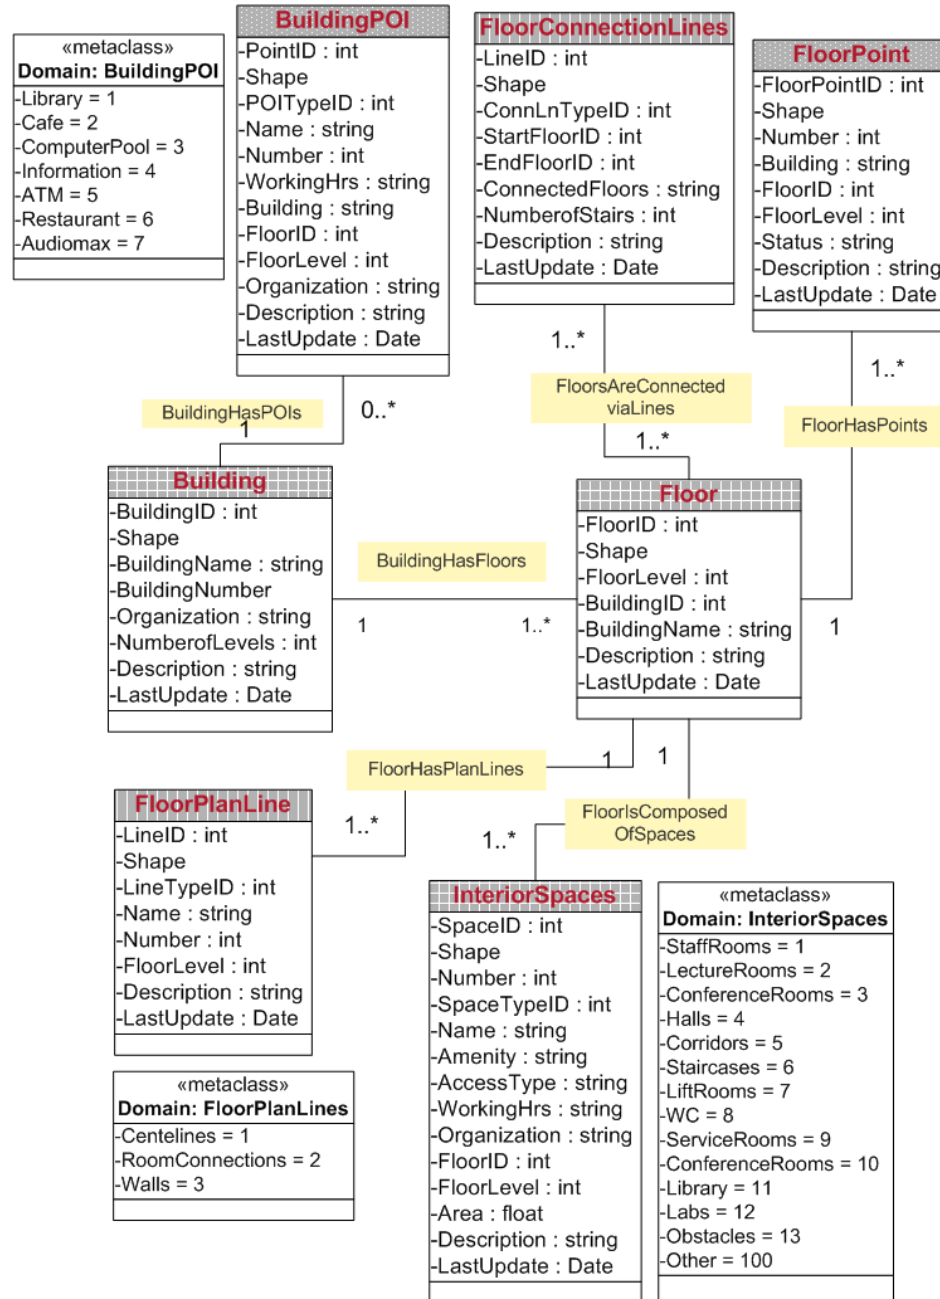 «metaclass»
Domain: BuildingPOI
-Library = 1
-Cafe = 2
-ComputerPool = 3
-Information = 4
-ATM = 5
-Restaurant = 6
-Audiomax = 7
BuildingPOI
-PointID : int
-Shape
-POITypeID : int
-Name : string
-Number : int
-WorkingHrs : string
-Building : string
-FloorID : int
-FloorLevel : int
-Organization : string
-Description : string
-LastUpdate : Date
FloorConnectionLines
-LineID : int
-Shape
-ConnLnTypeID : int
-StartFloorID : int
-EndFloorID : int
-ConnectedFloors : string
-NumberofStairs : int
-Description : string
-LastUpdate : Date
FloorPoint
-FloorPointID : int
-Shape
-Number : int
-Building : string
-FloorID : int
-FloorLevel : int
-Status : string
-Description : string
-LastUpdate : Date
BuildingHasPOIs
0..*
1
1..*
FloorsAreConnected
viaLines
1..*
1..*
FloorHasPoints
1
Building
-BuildingID : int
-Shape
-BuildingName : string
-BuildingNumber
-Organization : string
-NumberofLevels : int
-Description : string
-LastUpdate : Date
BuildingHasFloors
1
1..*
Floor
-FloorID : int
-Shape
-FloorLevel : int
-BuildingID : int
-BuildingName : string
-Description : string
-LastUpdate : Date
FloorHasPlanLines
1
1..*
1
FloorIsComposed
OfSpaces
1..*
FloorPlanLine
-LineID : int
-Shape
-LineTypeID : int
-Name : string
-Number : int
-FloorLevel : int
-Description : string
-LastUpdate : Date
«metaclass»
Domain: FloorPlanLines
-Centelines = 1
-RoomConnections = 2
-Walls = 3
InteriorSpaces
-SpaceID : int
-Shape
-Number : int
-SpaceTypeID : int
-Name : string
-Amenity : string
-AccessType : string
-WorkingHrs : string
-Organization : string
-FloorID : int
-FloorLevel : int
-Area : float
-Description : string
-LastUpdate : Date
«metaclass»
Domain: InteriorSpaces
-StaffRooms = 1
-LectureRooms = 2
-ConferenceRooms = 3
-Halls = 4
-Corridors = 5
-Staircases = 6
-LiftRooms = 7
-WC = 8
-ServiceRooms = 9
-ConferenceRooms = 10
-Library = 11
-Labs = 12
-Obstacles = 13
-Other = 100